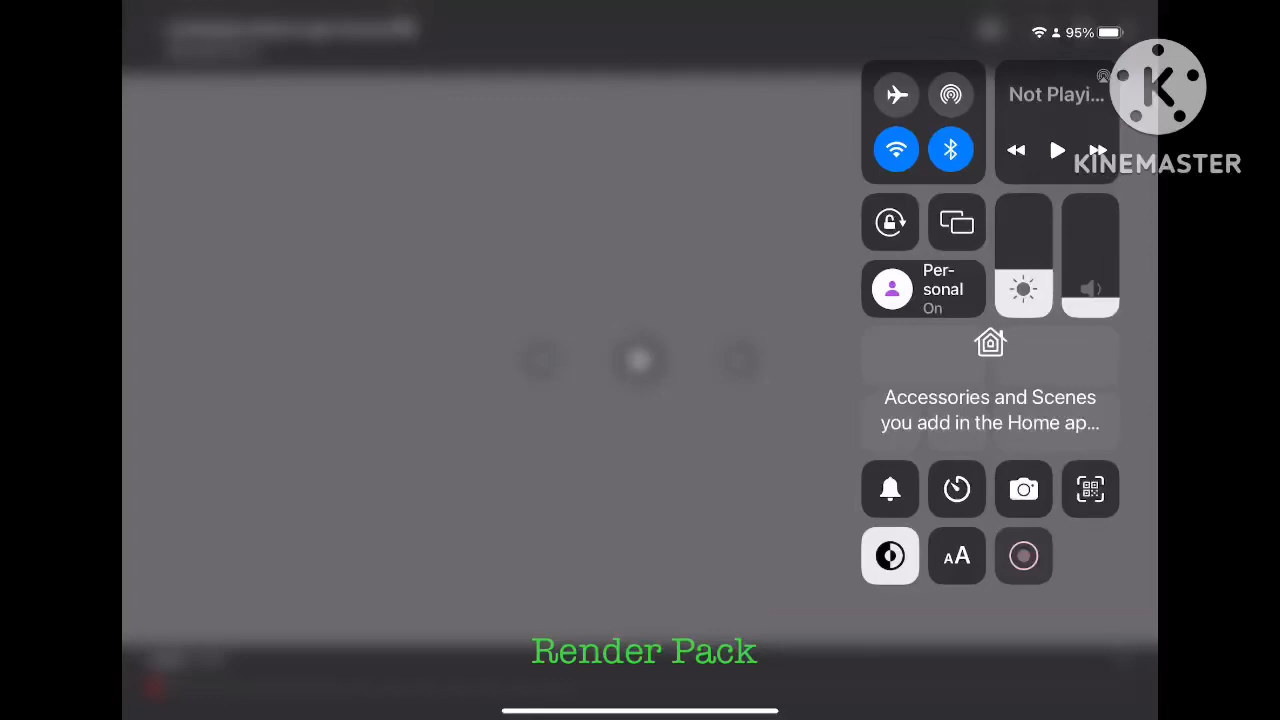 95%
Not Playi...
K
KINEMASTER
Per-
sonal
On
Accessories and Scenes
you add in the Home ap...
AA
Render Pack